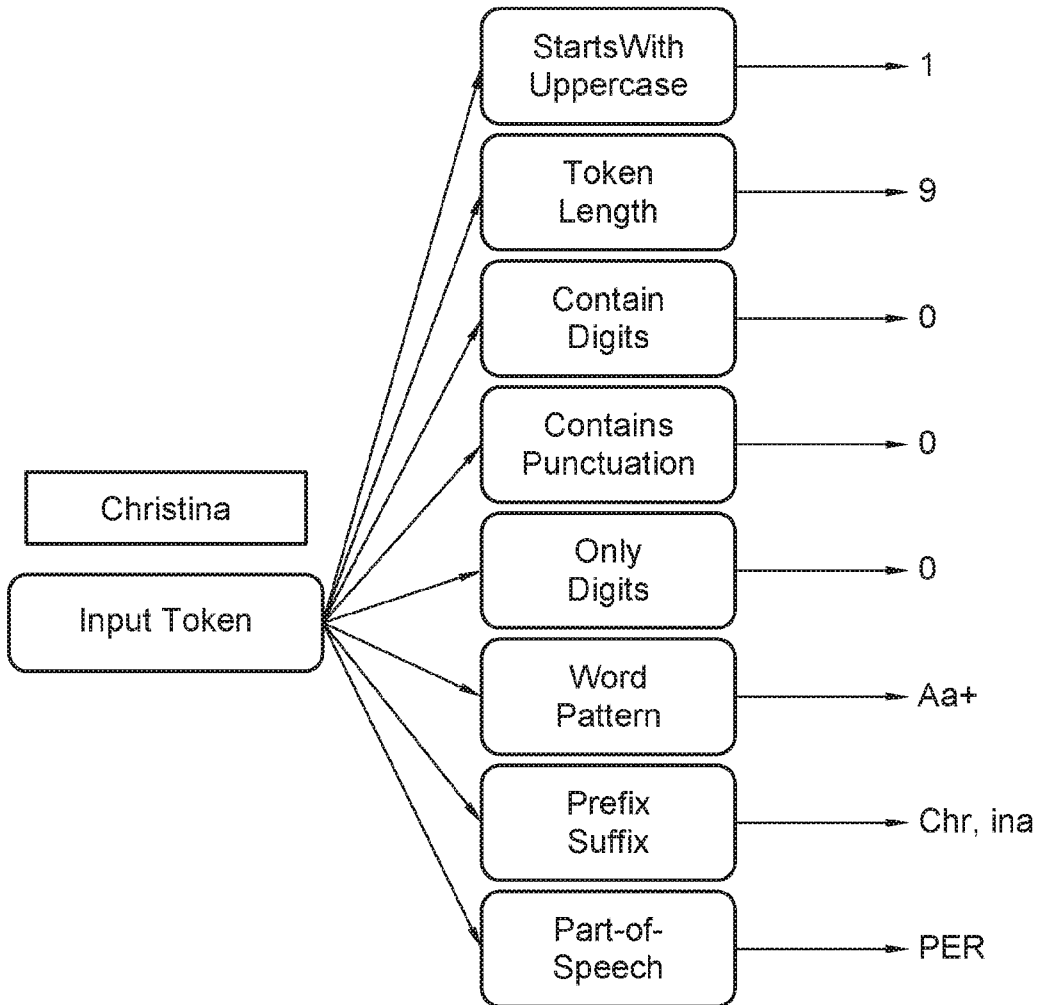 StartsWith
Uppercase
1
Token
Length
9
Contain
Digits
0
Contains
Punctuation
0
Christina
Input Token
Only
Digits
0
Word
Pattern
Aa+
Prefix
Suffix
Chr, ina
Part-of-
Speech
PER